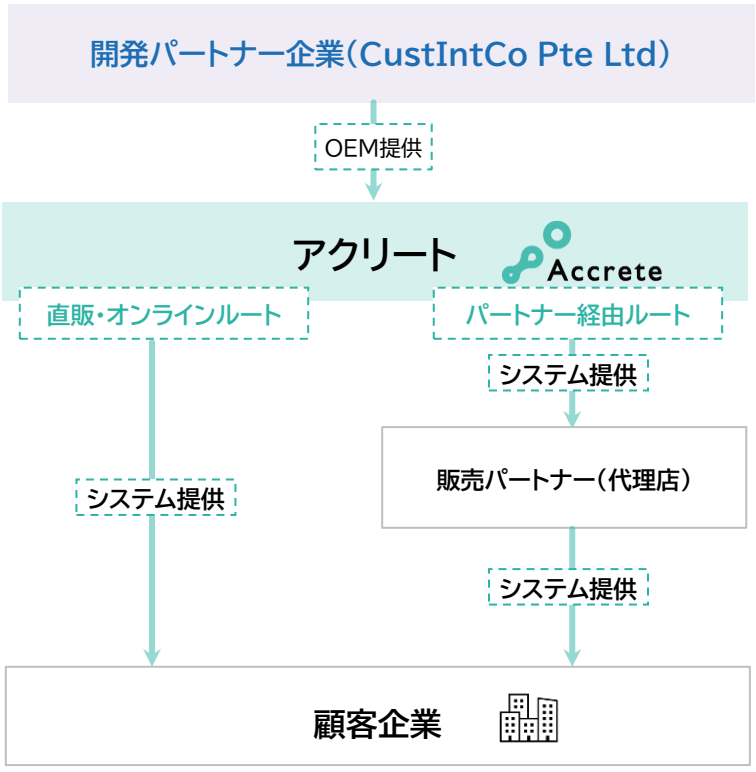 開発パートナー企業（CustIntCo Pte Ltd）
OEM提供
アクリート
Accrete
直販・オンラインルート
パートナー経由ルート
システム提供
販売パートナー（代理店）
システム提供
システム提供
顧客企業